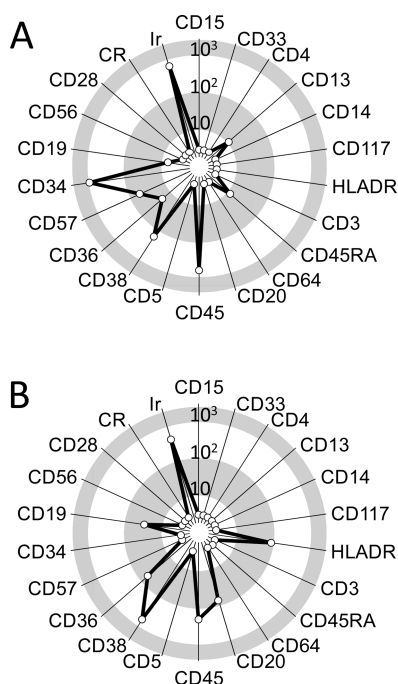 A
CD15
Ir
CD33
CR
CD4
10³
CD28
CD13
10²
CD56
CD14
10
CD19
CD117
CD34
HLADR
CD57
CD3
CD36
CD45RA
CD38
CD64
CD5
CD20
CD45
B
CD15
Ir
CD33
CR
CD4
10³
CD28
CD13
10²
CD56
CD14
10
CD19
CD117
CD34
HLADR
CD57
CD3
CD36
CD45RA
CD38
CD64
CD5
CD20
CD45